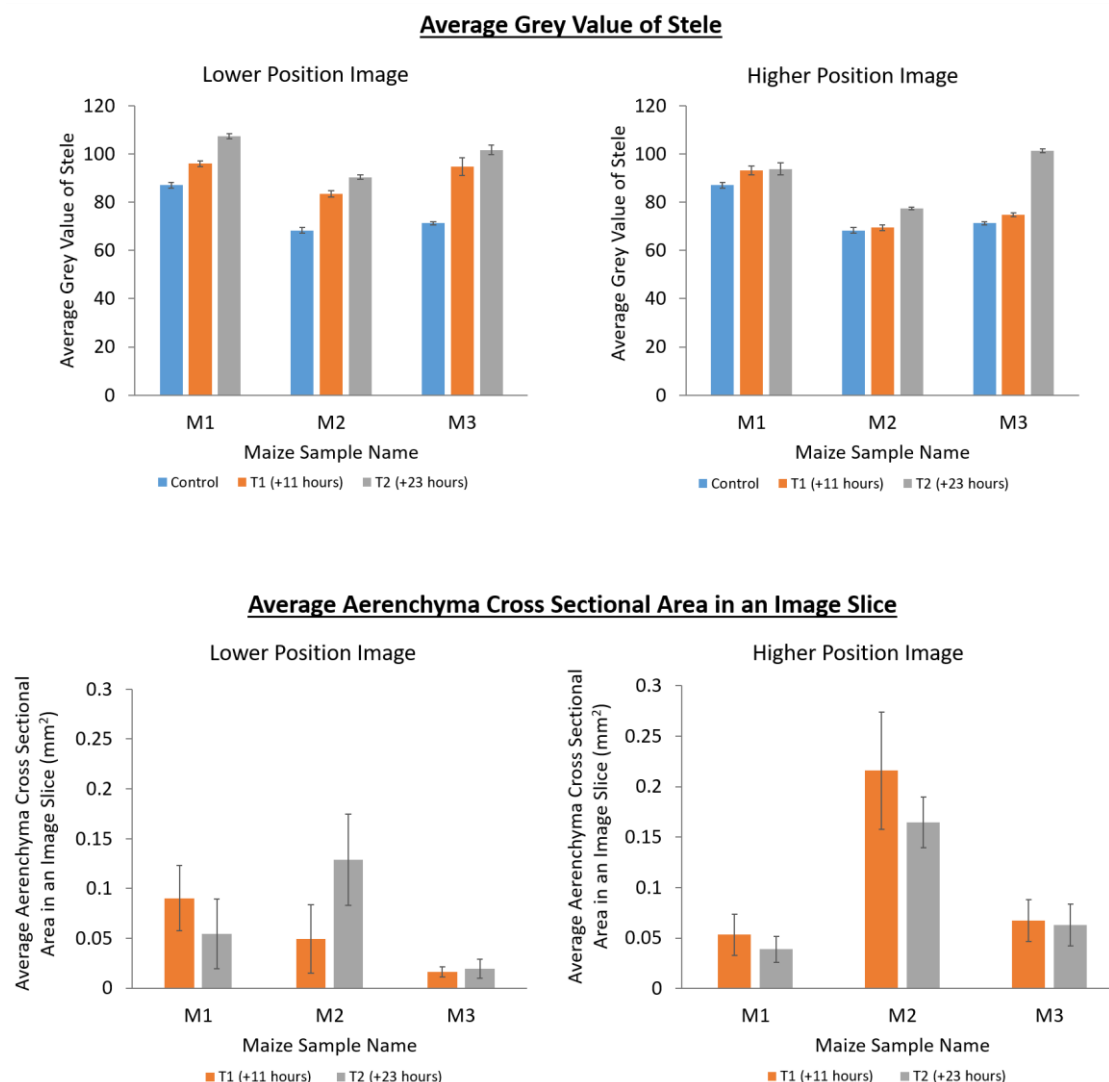 Average Grey Value of Stele
Lower Position Image
Average Grey Value of Stele
120
100
80
60
40
20
0
M1 M2 M3
Maize Sample Name
Control T1 (+11 hours) T2 (+23 hours)
Higher Position Image
Average Grey Value of Stele
120
100
80
60
40
20
0
M1 M2 M3
Maize Sample Name
Control T1 (+11 hours) T2 (+23 hours)
Average Aerenchyma Cross Sectional Area in an Image Slice
Lower Position Image
Average Aerenchyma Cross Sectional
Area in an Image Slice (mm²)
0.3
0.25
0.2
0.15
0.1
0.05
0
M1 M2 M3
Maize Sample Name
T1 (+11 hours) T2 (+23 hours)
Higher Position Image
Average Aerenchyma Cross Sectional
Area in an Image Slice (mm²)
0.3
0.25
0.2
0.15
0.1
0.05
0
M1 M2 M3
Maize Sample Name
T1 (+11 hours) T2 (+23 hours)